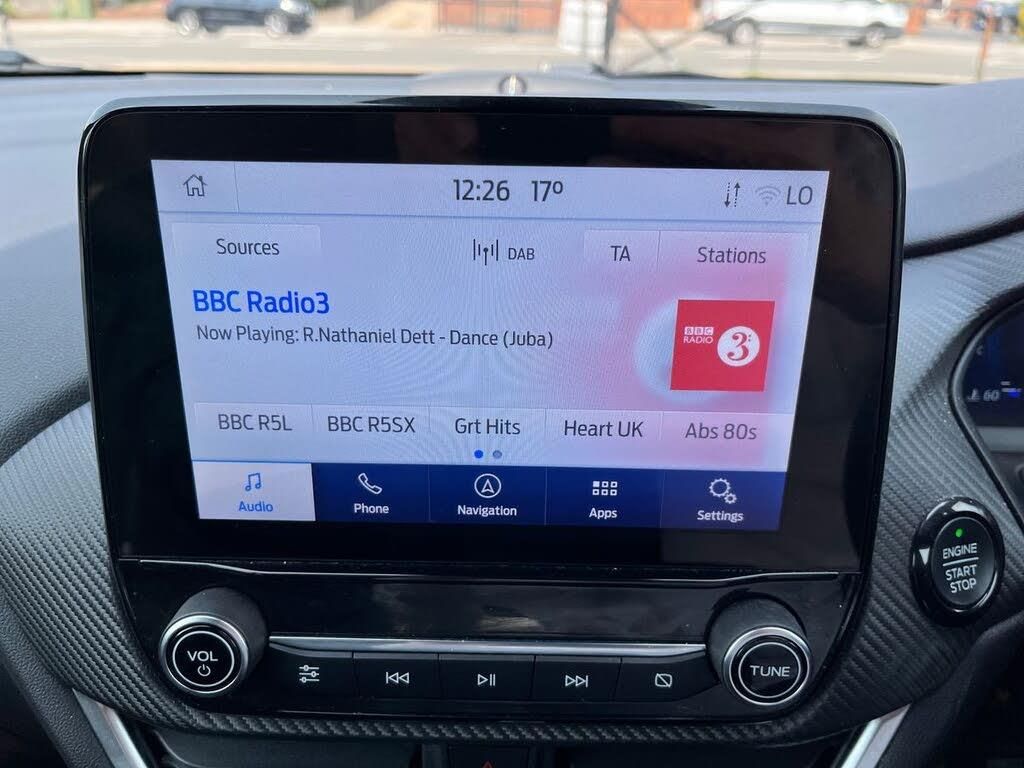 12:26 17º LO
Sources DAB TA Stations
BBC Radio3
Now Playing: R.Nathaniel Dett - Dance (Juba)
BBC
RADIO 3
BBC R5L BBC R5SX Grt Hits Heart UK Abs 80s
Audio Phone Navigation Apps Settings
60
ENGINE
START
STOP
VOL
TUNE